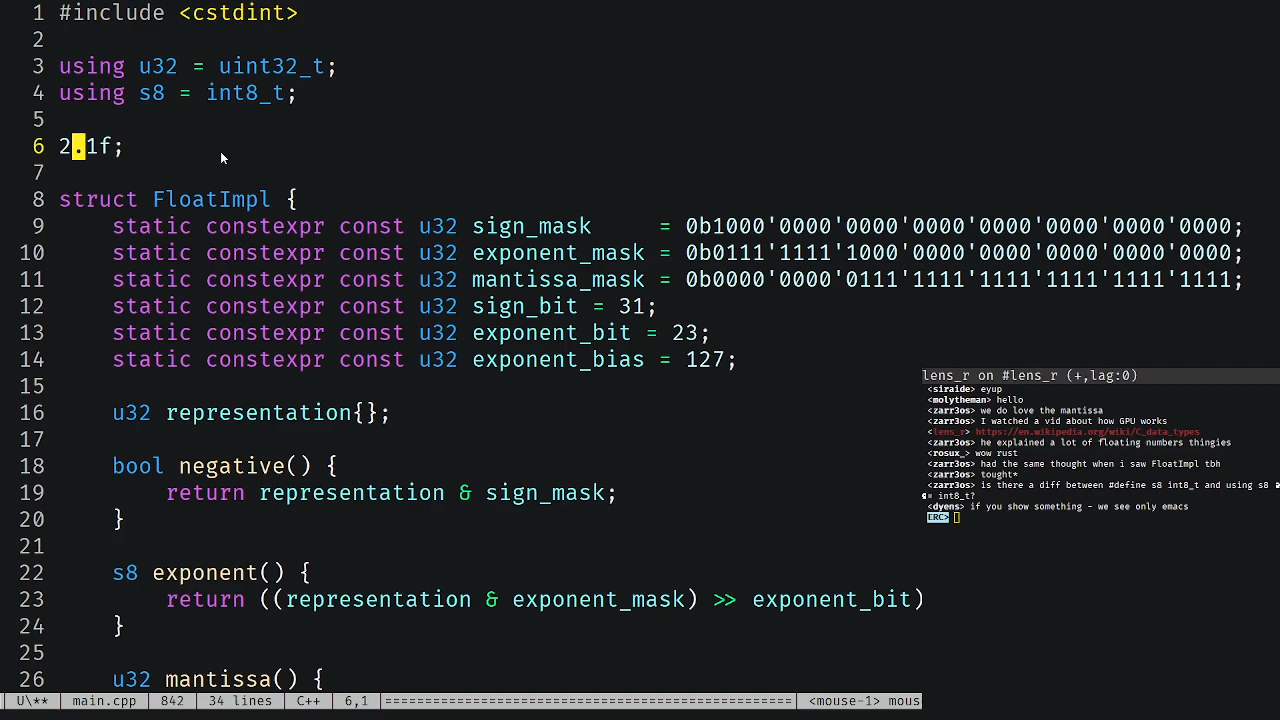 1 #include <cstdint>
2
3 using u32 = uint32_t;
4 using s8 = int8_t;
5
6 2.1f;
7
8 struct FloatImpl {
9 static constexpr const u32 sign_mask = 0b1000'0000'0000'0000'0000'0000'0000'0000;
10 static constexpr const u32 exponent_mask = 0b0111'1111'1000'0000'0000'0000'0000'0000;
11 static constexpr const u32 mantissa_mask = 0b0000'0000'0111'1111'1111'1111'1111'1111;
12 static constexpr const u32 sign_bit = 31;
13 static constexpr const u32 exponent_bit = 23;
14 static constexpr const u32 exponent_bias = 127;
15
16 u32 representation{};
17
18 bool negative() {
19 return representation & sign_mask;
20 }
21
22 s8 exponent() {
23 return ((representation & exponent_mask) >> exponent_bit)
24 }
25
26 u32 mantissa() {
U\** main.cpp 842 34 lines C++ 6,1 ======================================================== <mouse-1> mous
lens_r on #lens_r (+,lag:0)
<siraide> eyup
<molytheman> hello
<zarr3os> we do love the mantissa
<zarr3os> I watched a vid about how GPU works
<lens_r> https://en.wikipedia.org/wiki/C_data_types
<zarr3os> he explained a lot of floating numbers thingies
<rosux_> wow rust
<zarr3os> had the same thought when i saw FloatImpl tbh
<zarr3os> tought*
<zarr3os> is there a diff between #define s8 int8_t and using s8
= int8_t?
<dyens> if you show something - we see only emacs
ERC>